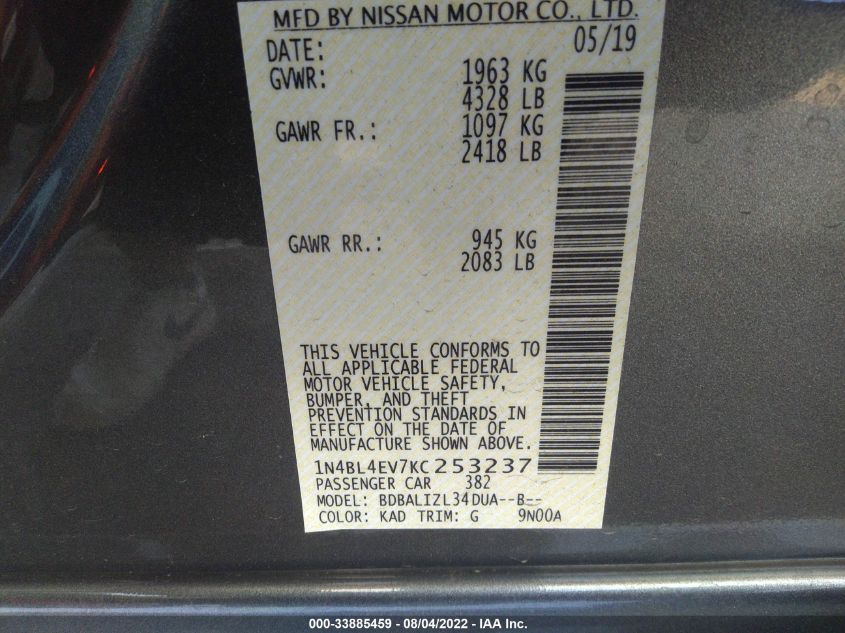 MFD BY NISSAN MOTOR CO., LTD.
DATE: 05/19
GVWR: 1963 KG
4328 LB
GAWR FR.: 1097 KG
2418 LB
GAWR RR.: 945 KG
2083 LB
THIS VEHICLE CONFORMS TO
ALL APPLICABLE FEDERAL
MOTOR VEHICLE SAFETY,
BUMPER, AND THEFT
PREVENTION STANDARDS IN
EFFECT ON THE DATE OF
MANUFACTURE SHOWN ABOVE.
1N4BL4EV7KC253237
PASSENGER CAR 382
MODEL: BDBALIZL34DUA--B--
COLOR: KAD TRIM: G 9N00A
000-33885459 - 08/04/2022 - IAA Inc.